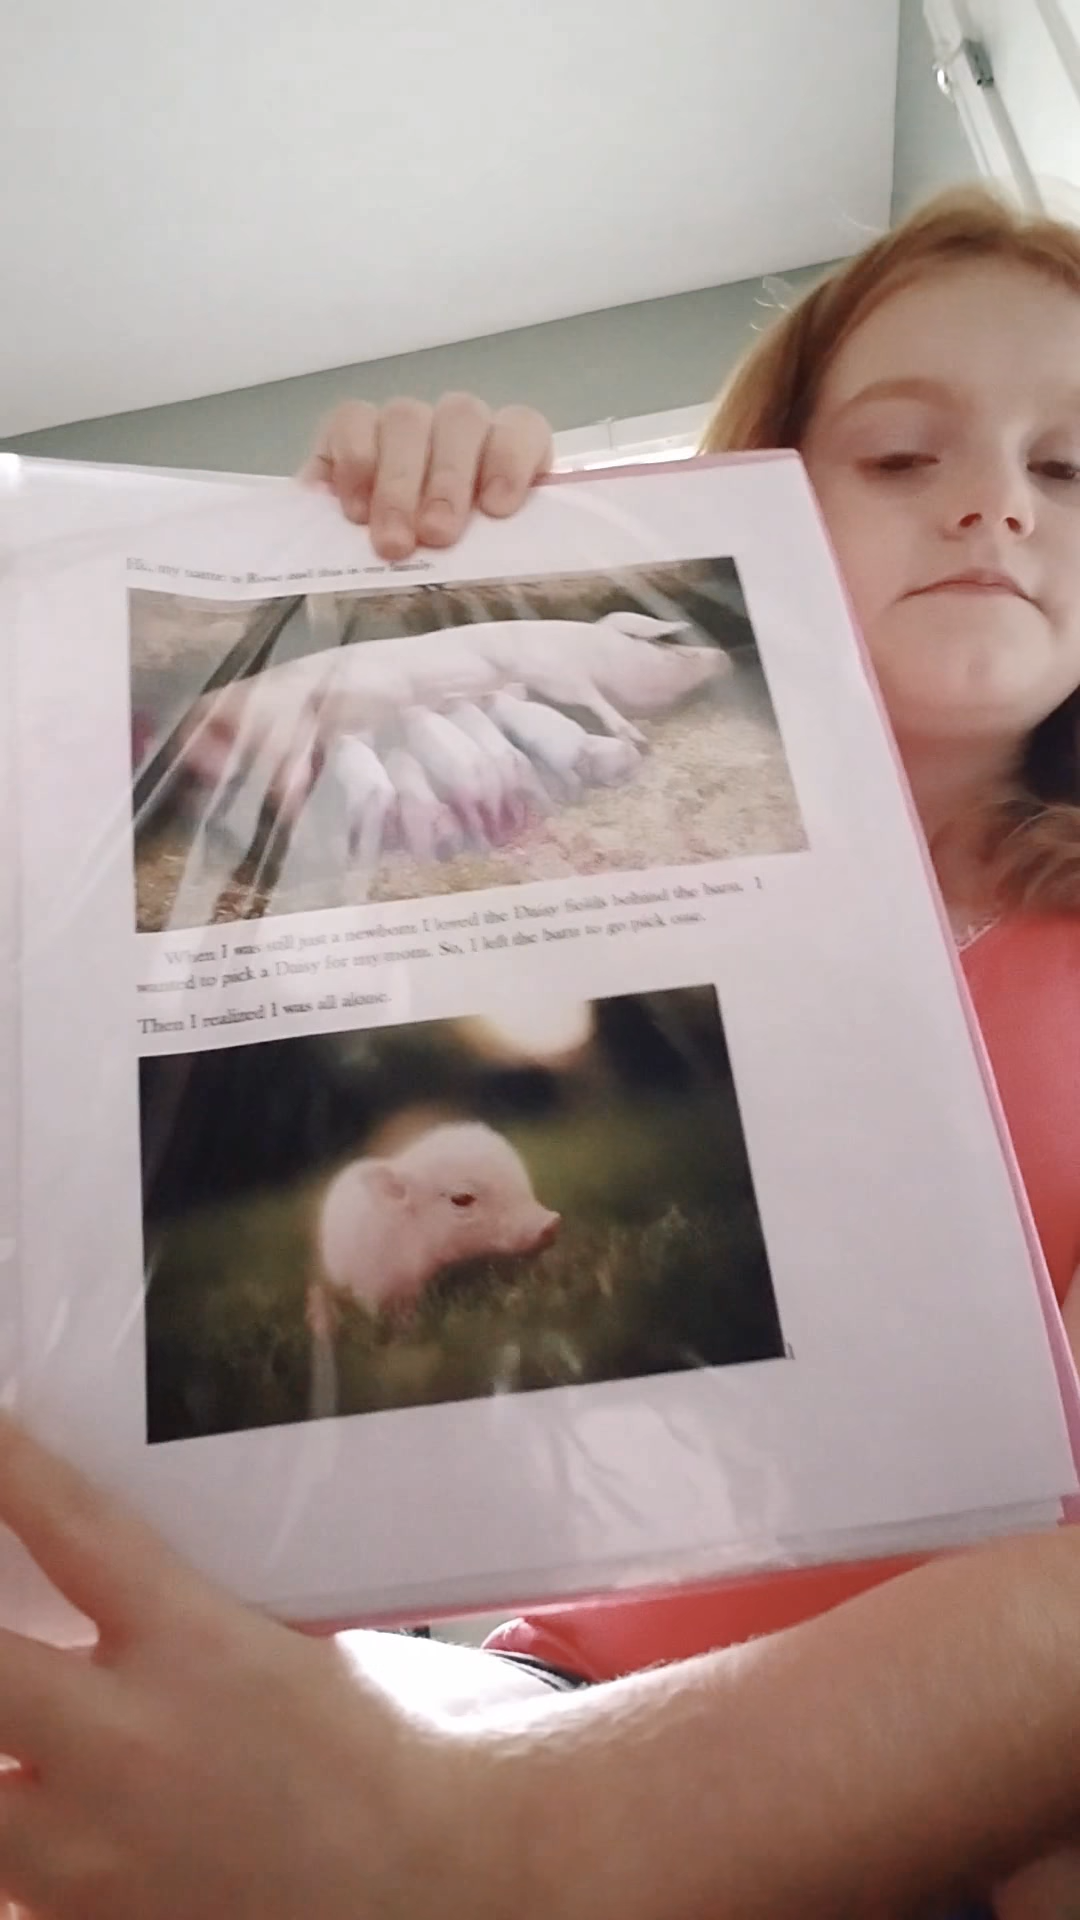 Hi, my name is Rose and this is my family.
When I was still just a newborn I loved the Daisy fields behind the barn. I
wanted to pick a Daisy for my mom. So, I left the barn to go pick one.
Then I realized I was all alone.
1